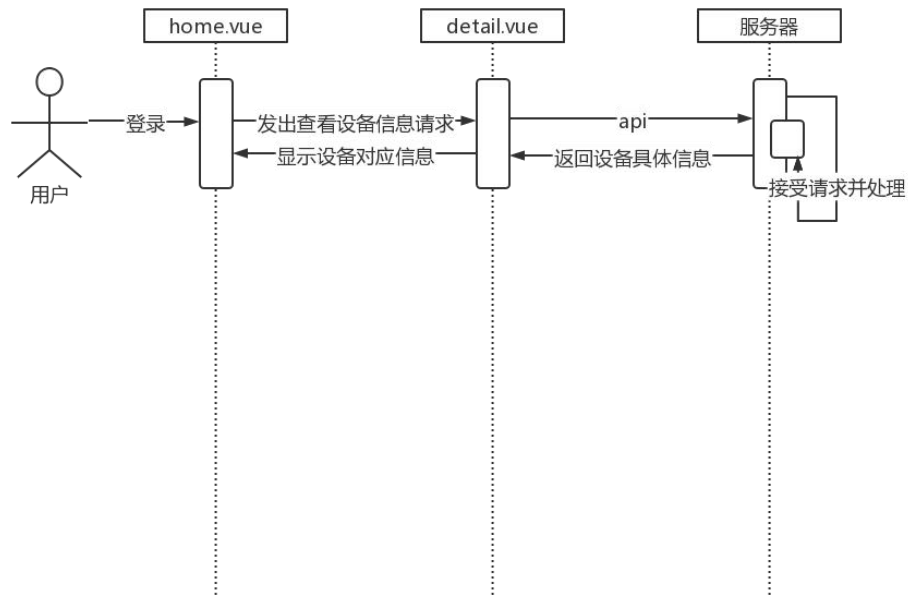 home.vue
detail.vue
服务器
登录
发出查看设备信息请求
api
显示设备对应信息
返回设备具体信息
接受请求并处理
用户